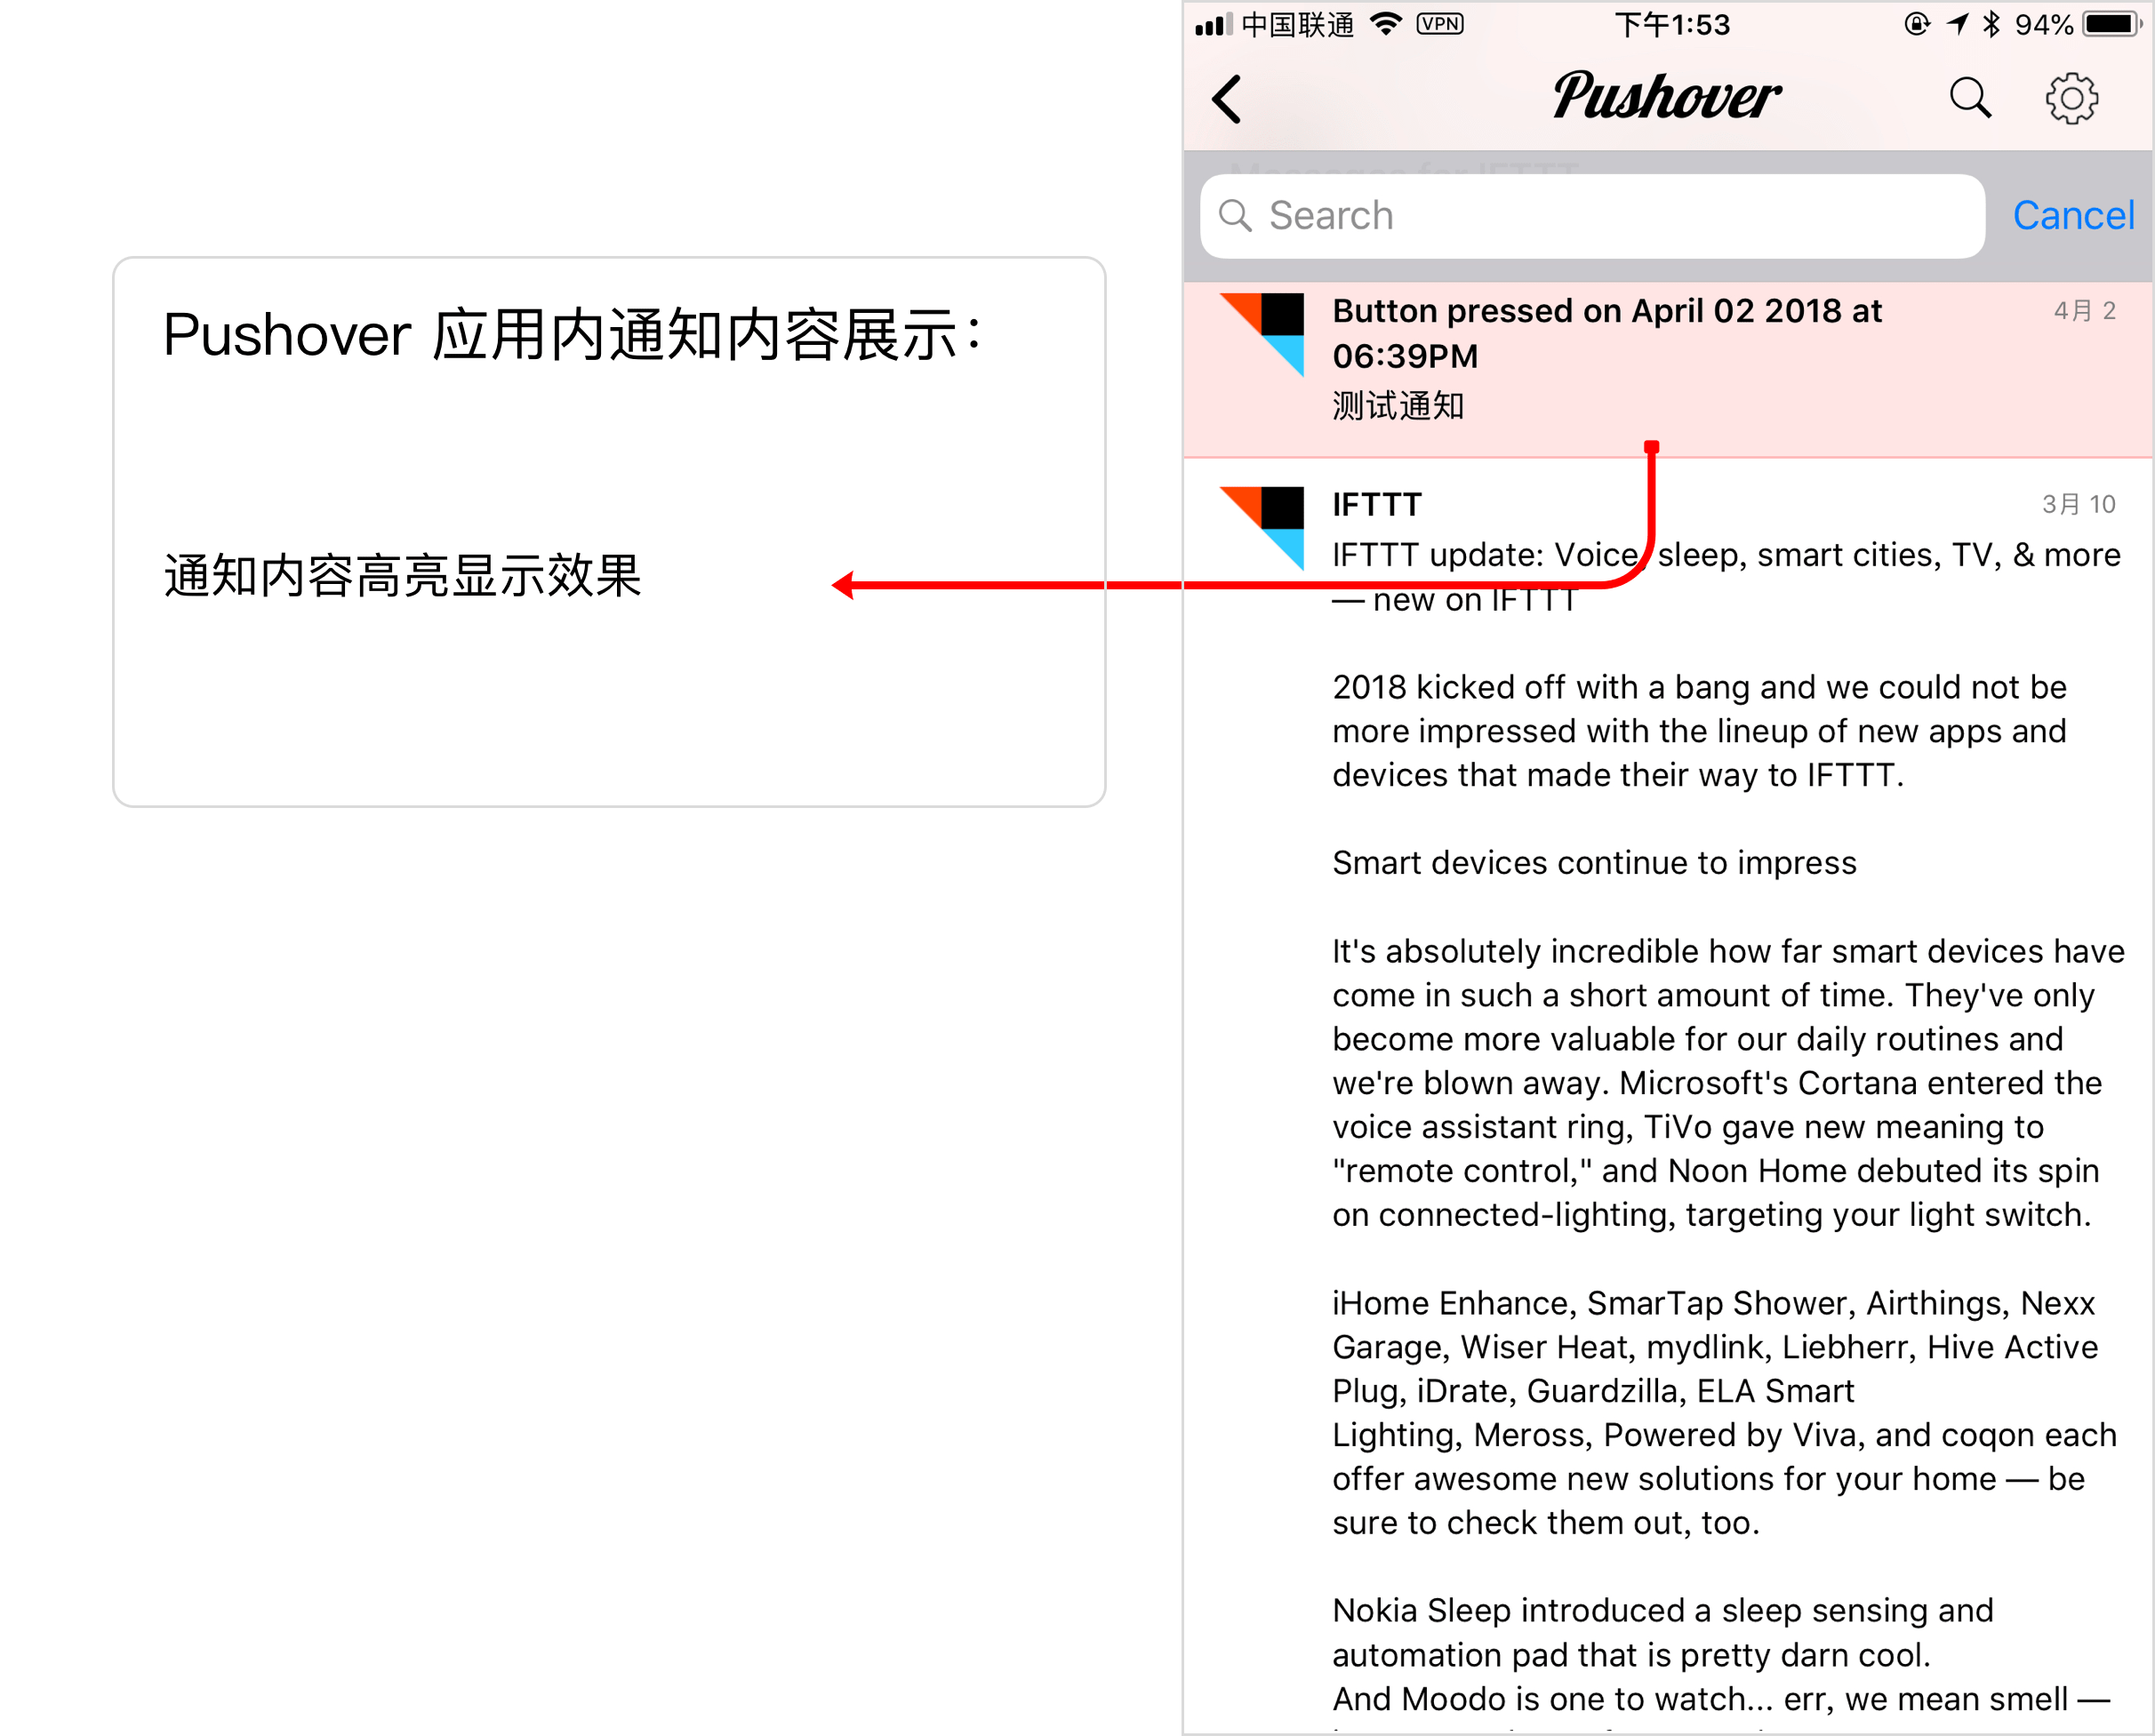 Pushover 应用内通知内容展示：
通知内容高亮显示效果
中国联通 VPN 下午1:53 94%
Pushover
Messages for IFTTT
Search Cancel
Button pressed on April 02 2018 at 4月 2
06:39PM
测试通知
IFTTT 3月 10
IFTTT update: Voice, sleep, smart cities, TV, & more
— new on IFTTT
2018 kicked off with a bang and we could not be
more impressed with the lineup of new apps and
devices that made their way to IFTTT.
Smart devices continue to impress
It's absolutely incredible how far smart devices have
come in such a short amount of time. They've only
become more valuable for our daily routines and
we're blown away. Microsoft's Cortana entered the
voice assistant ring, TiVo gave new meaning to
"remote control," and Noon Home debuted its spin
on connected-lighting, targeting your light switch.
iHome Enhance, SmarTap Shower, Airthings, Nexx
Garage, Wiser Heat, mydlink, Liebherr, Hive Active
Plug, iDrate, Guardzilla, ELA Smart
Lighting, Meross, Powered by Viva, and coqon each
offer awesome new solutions for your home — be
sure to check them out, too.
Nokia Sleep introduced a sleep sensing and
automation pad that is pretty darn cool.
And Moodo is one to watch... err, we mean smell —